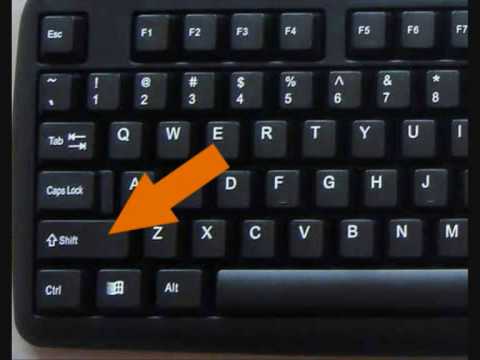 Esc F1 F2 F3 F4 F5 F6 F7
~ ! @ # $ % ^ & *
1 2 3 4 5 6 7 8
Tab Q W E R T Y U I
Caps Lock A D F G H J
Shift Z X C V B N M
Ctrl Alt